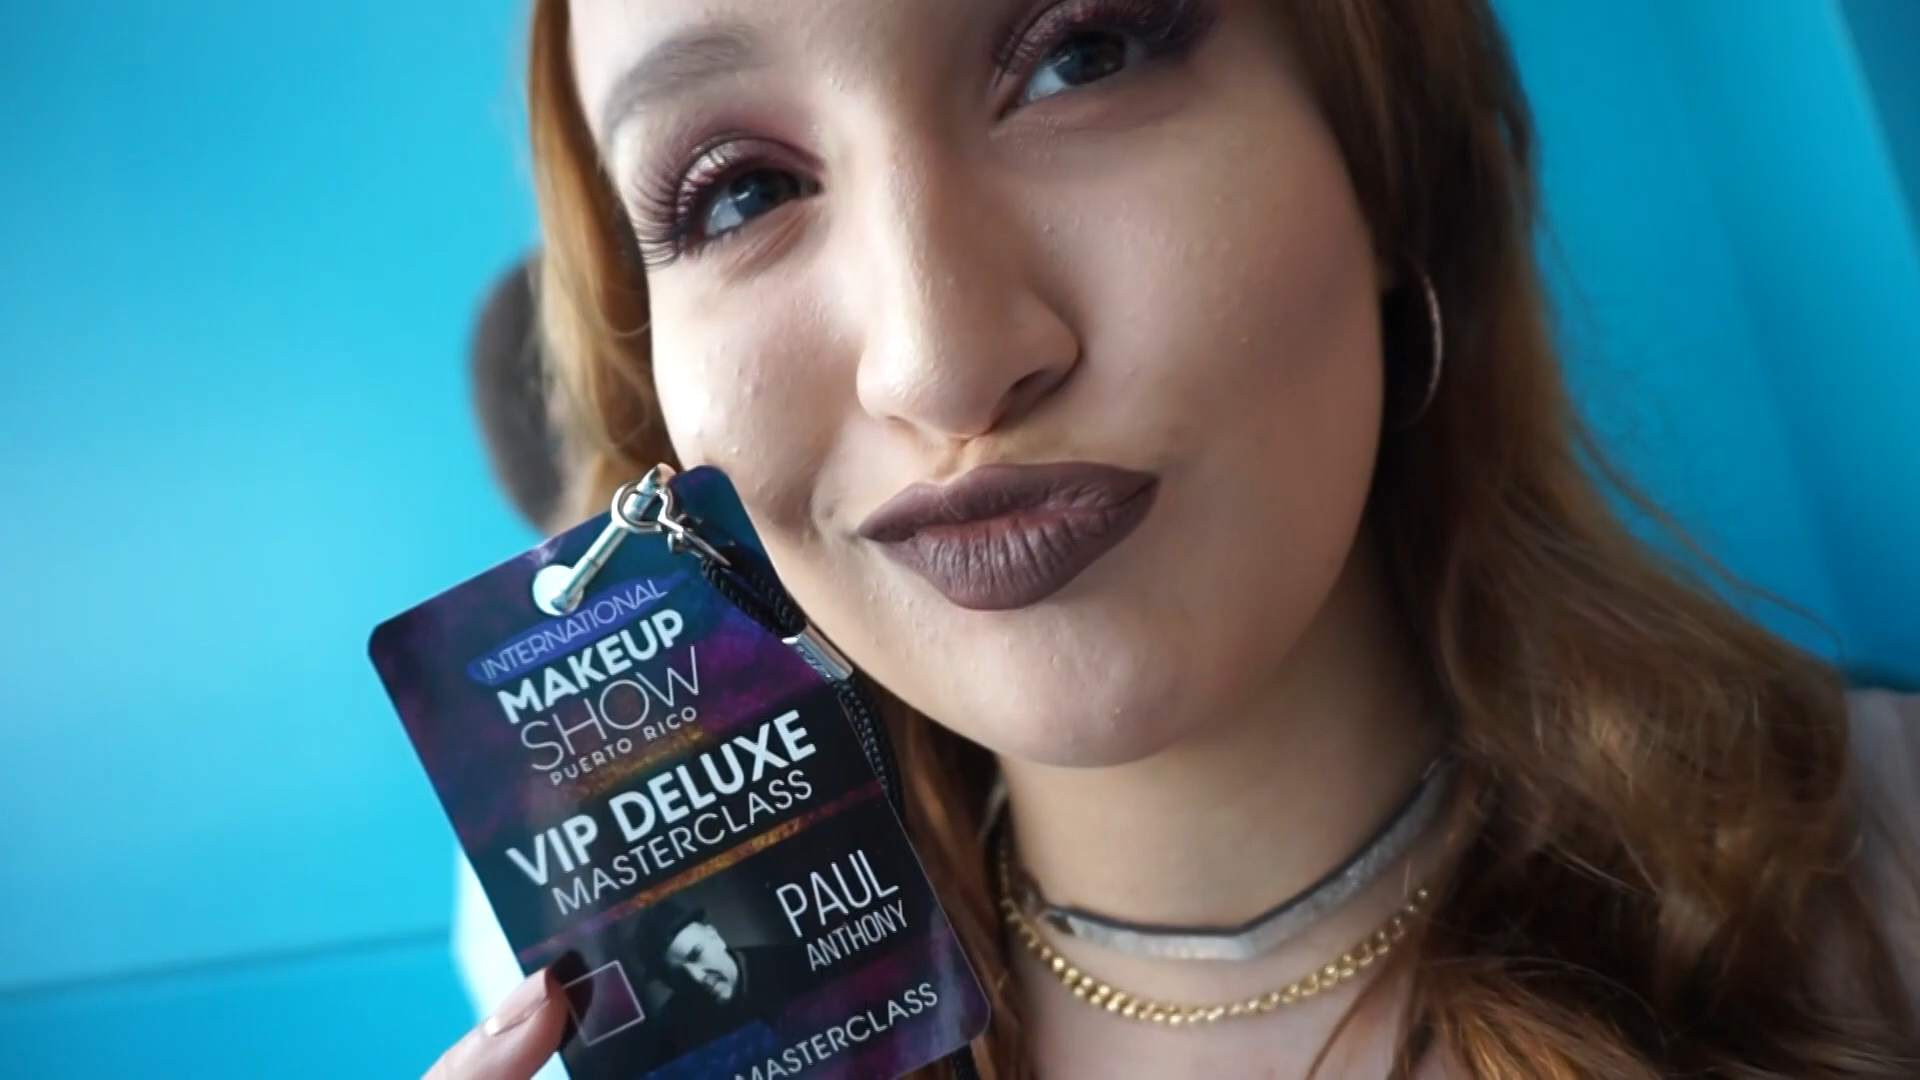 INTERNATIONAL
MAKEUP
SHOW
PUERTO RICO
VIP DELUXE
MASTERCLASS
PAUL
ANTHONY
MASTERCLASS